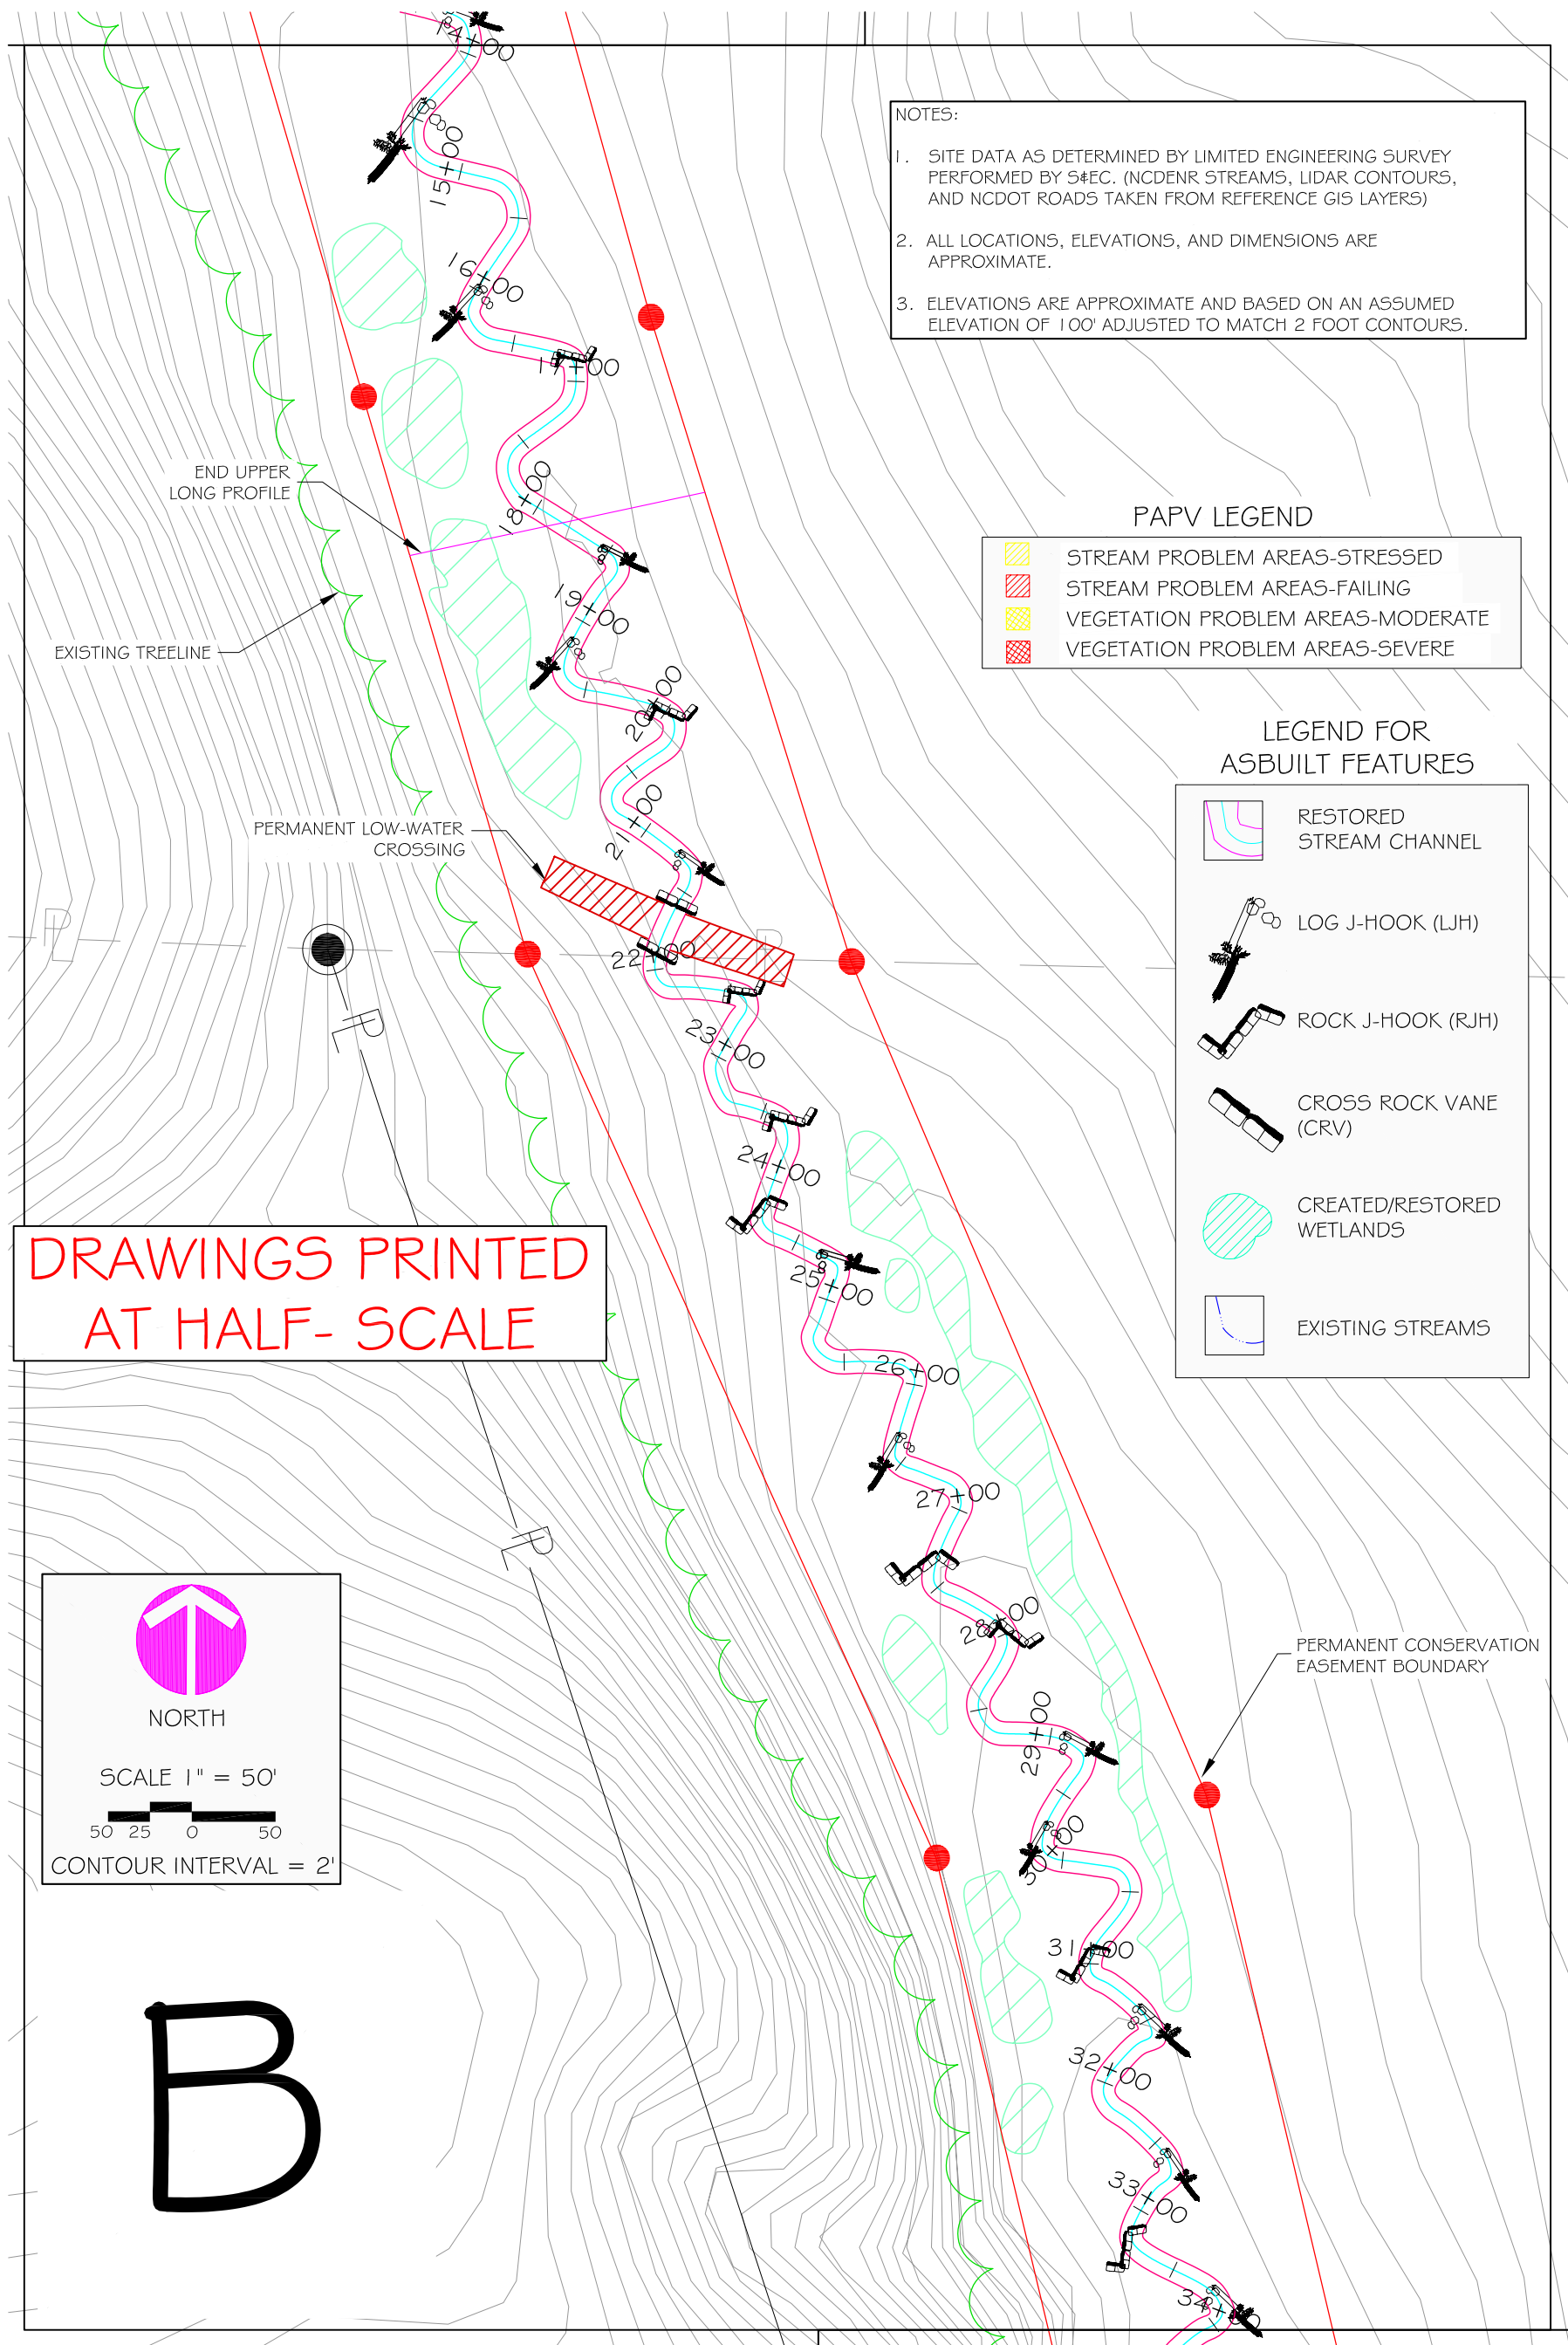 14+00
15+00
16+00
17+00
18+00
19+00
20+00
21+00
22+00
23+00
24+00
25+00
26+00
27+00
28+00
29+00
30+00
31+00
32+00
33+00
34+00
NOTES:
1. SITE DATA AS DETERMINED BY LIMITED ENGINEERING SURVEY
PERFORMED BY S&EC. (NCDENR STREAMS, LIDAR CONTOURS,
AND NCDOT ROADS TAKEN FROM REFERENCE GIS LAYERS)
2. ALL LOCATIONS, ELEVATIONS, AND DIMENSIONS ARE
APPROXIMATE.
3. ELEVATIONS ARE APPROXIMATE AND BASED ON AN ASSUMED
ELEVATION OF 100' ADJUSTED TO MATCH 2 FOOT CONTOURS.
END UPPER
LONG PROFILE
EXISTING TREELINE
PERMANENT LOW-WATER
CROSSING
PAPV LEGEND
STREAM PROBLEM AREAS-STRESSED
STREAM PROBLEM AREAS-FAILING
VEGETATION PROBLEM AREAS-MODERATE
VEGETATION PROBLEM AREAS-SEVERE
LEGEND FOR
ASBUILT FEATURES
RESTORED
STREAM CHANNEL
LOG J-HOOK (LJH)
ROCK J-HOOK (RJH)
CROSS ROCK VANE
(CRV)
CREATED/RESTORED
WETLANDS
EXISTING STREAMS
PL
PL
PL
PL
DRAWINGS PRINTED
AT HALF- SCALE
PERMANENT CONSERVATION
EASEMENT BOUNDARY
NORTH
SCALE 1" = 50'
50 25 0 50
CONTOUR INTERVAL = 2'
B